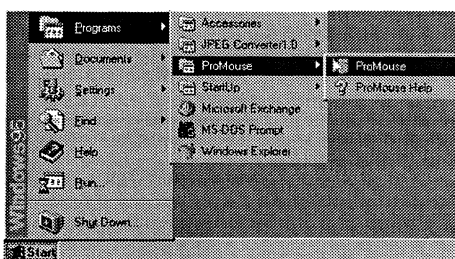 Windows95
Programs
Documents
Settings
Find
Help
Run...
Shut Down...
Start
Accessories
JPEG Converter1.0
ProMouse
StartUp
Microsoft Exchange
MS-DOS Prompt
Windows Explorer
ProMouse
ProMouse Help